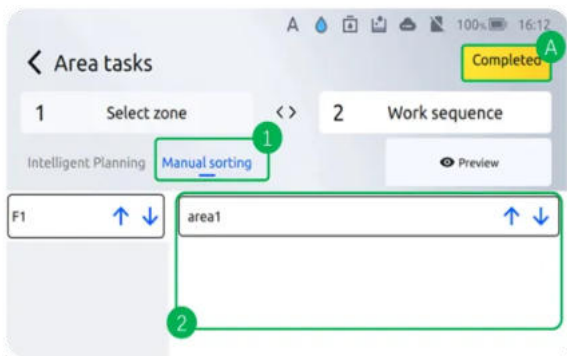 A 100% 16:12
A
Area tasks Completed
1 Select zone <> 2 Work sequence
1
Intelligent Planning Manual sorting Preview
F1 area1
2